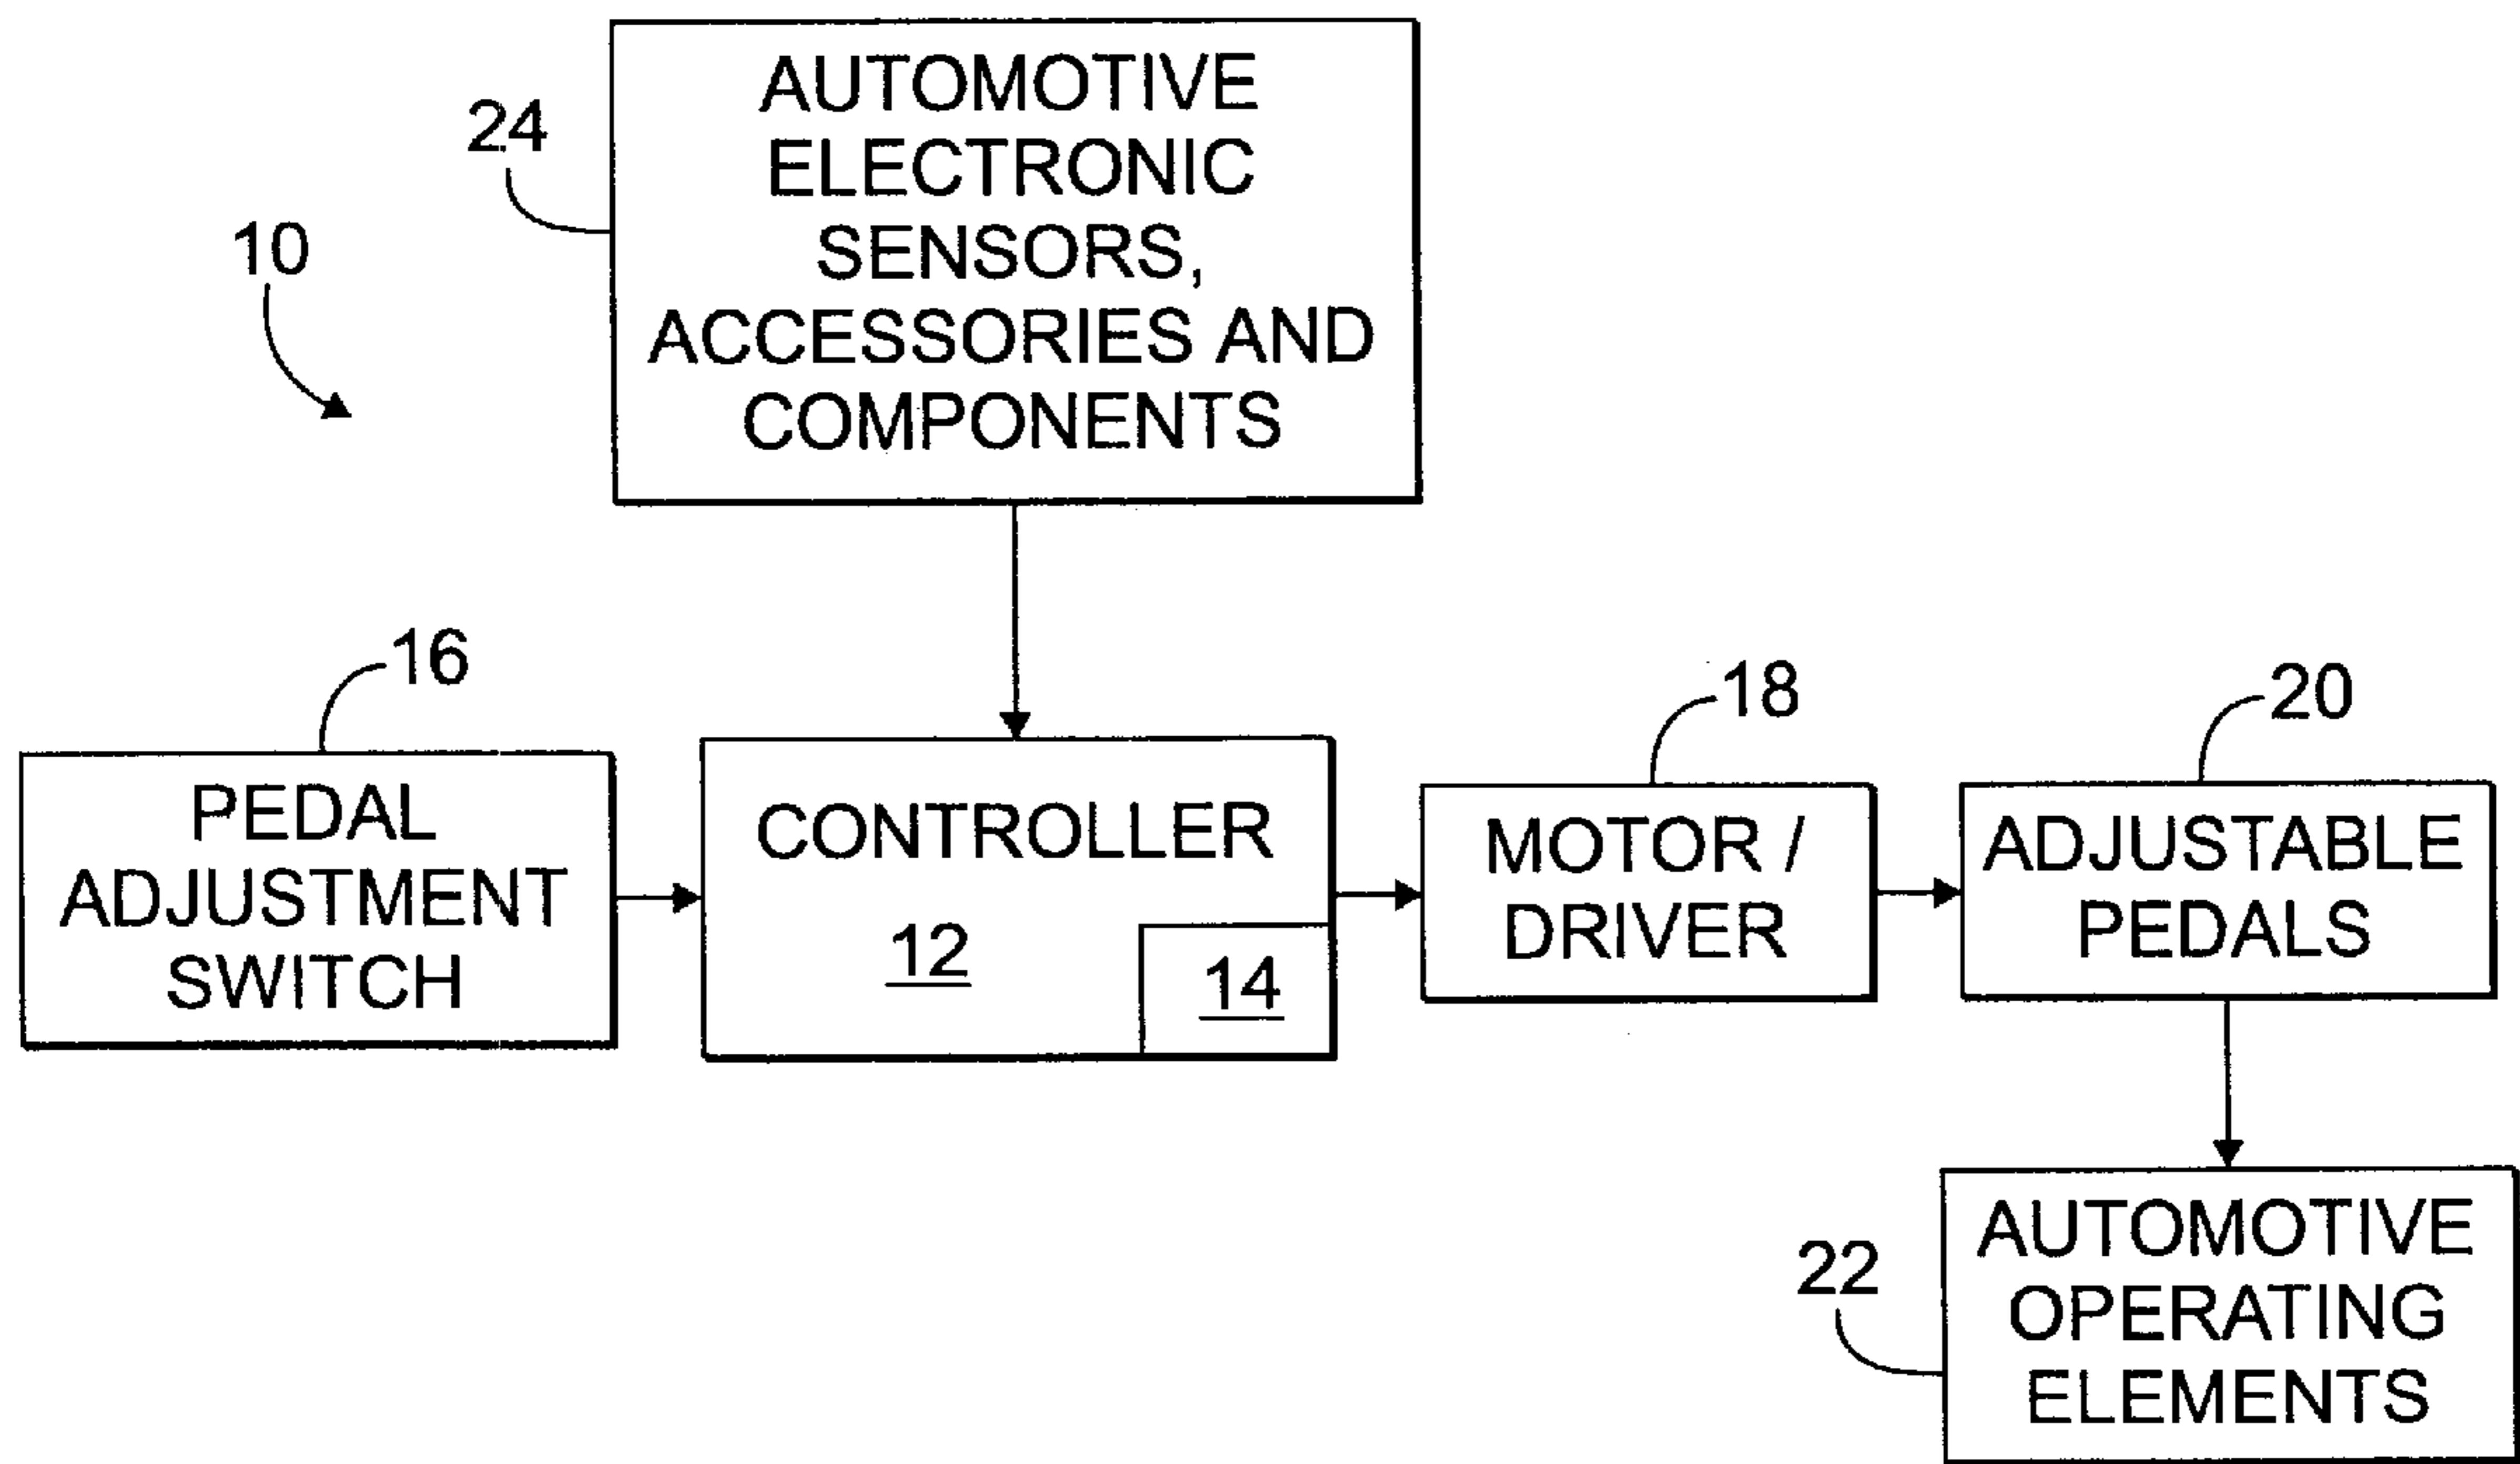 AUTOMOTIVE
ELECTRONIC
SENSORS,
ACCESSORIES AND
COMPONENTS
24
10
16
PEDAL
ADJUSTMENT
SWITCH
CONTROLLER
12
14
18
MOTOR /
DRIVER
20
ADJUSTABLE
PEDALS
22
AUTOMOTIVE
OPERATING
ELEMENTS